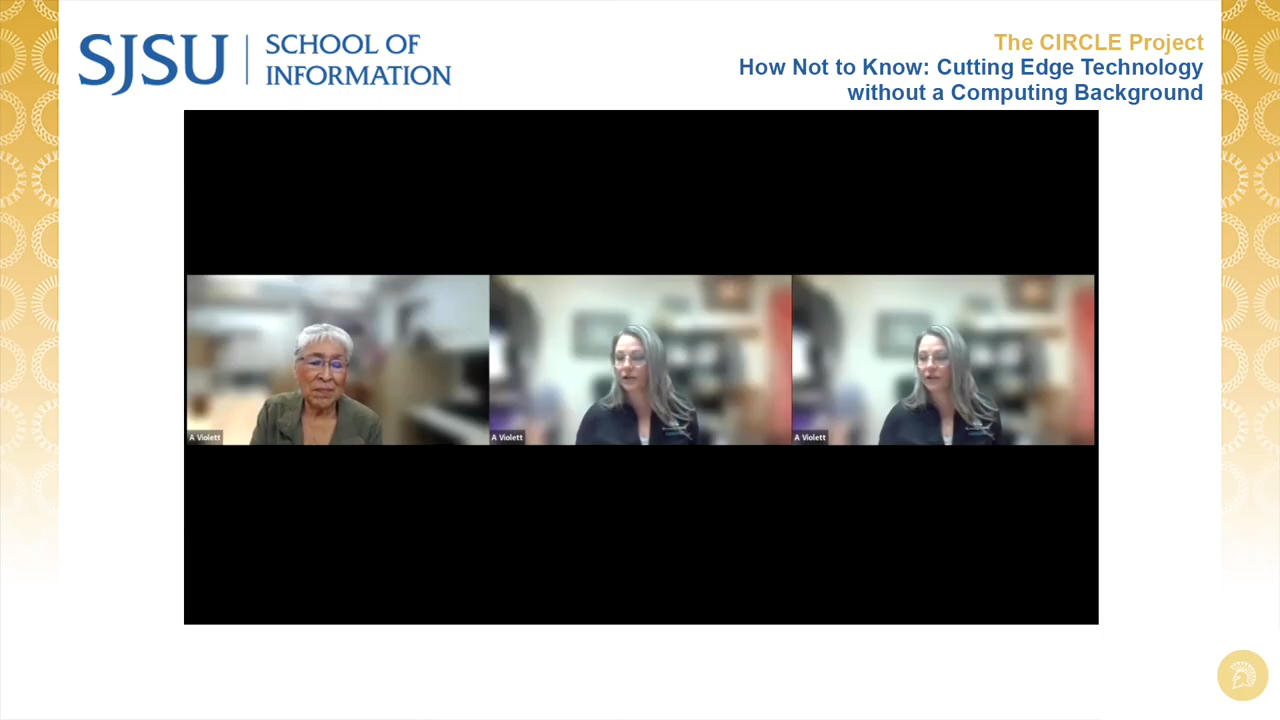 SJSU
SCHOOL OF
INFORMATION
The CIRCLE Project
How Not to Know: Cutting Edge Technology
without a Computing Background
A Violett
A Violett
A Violett